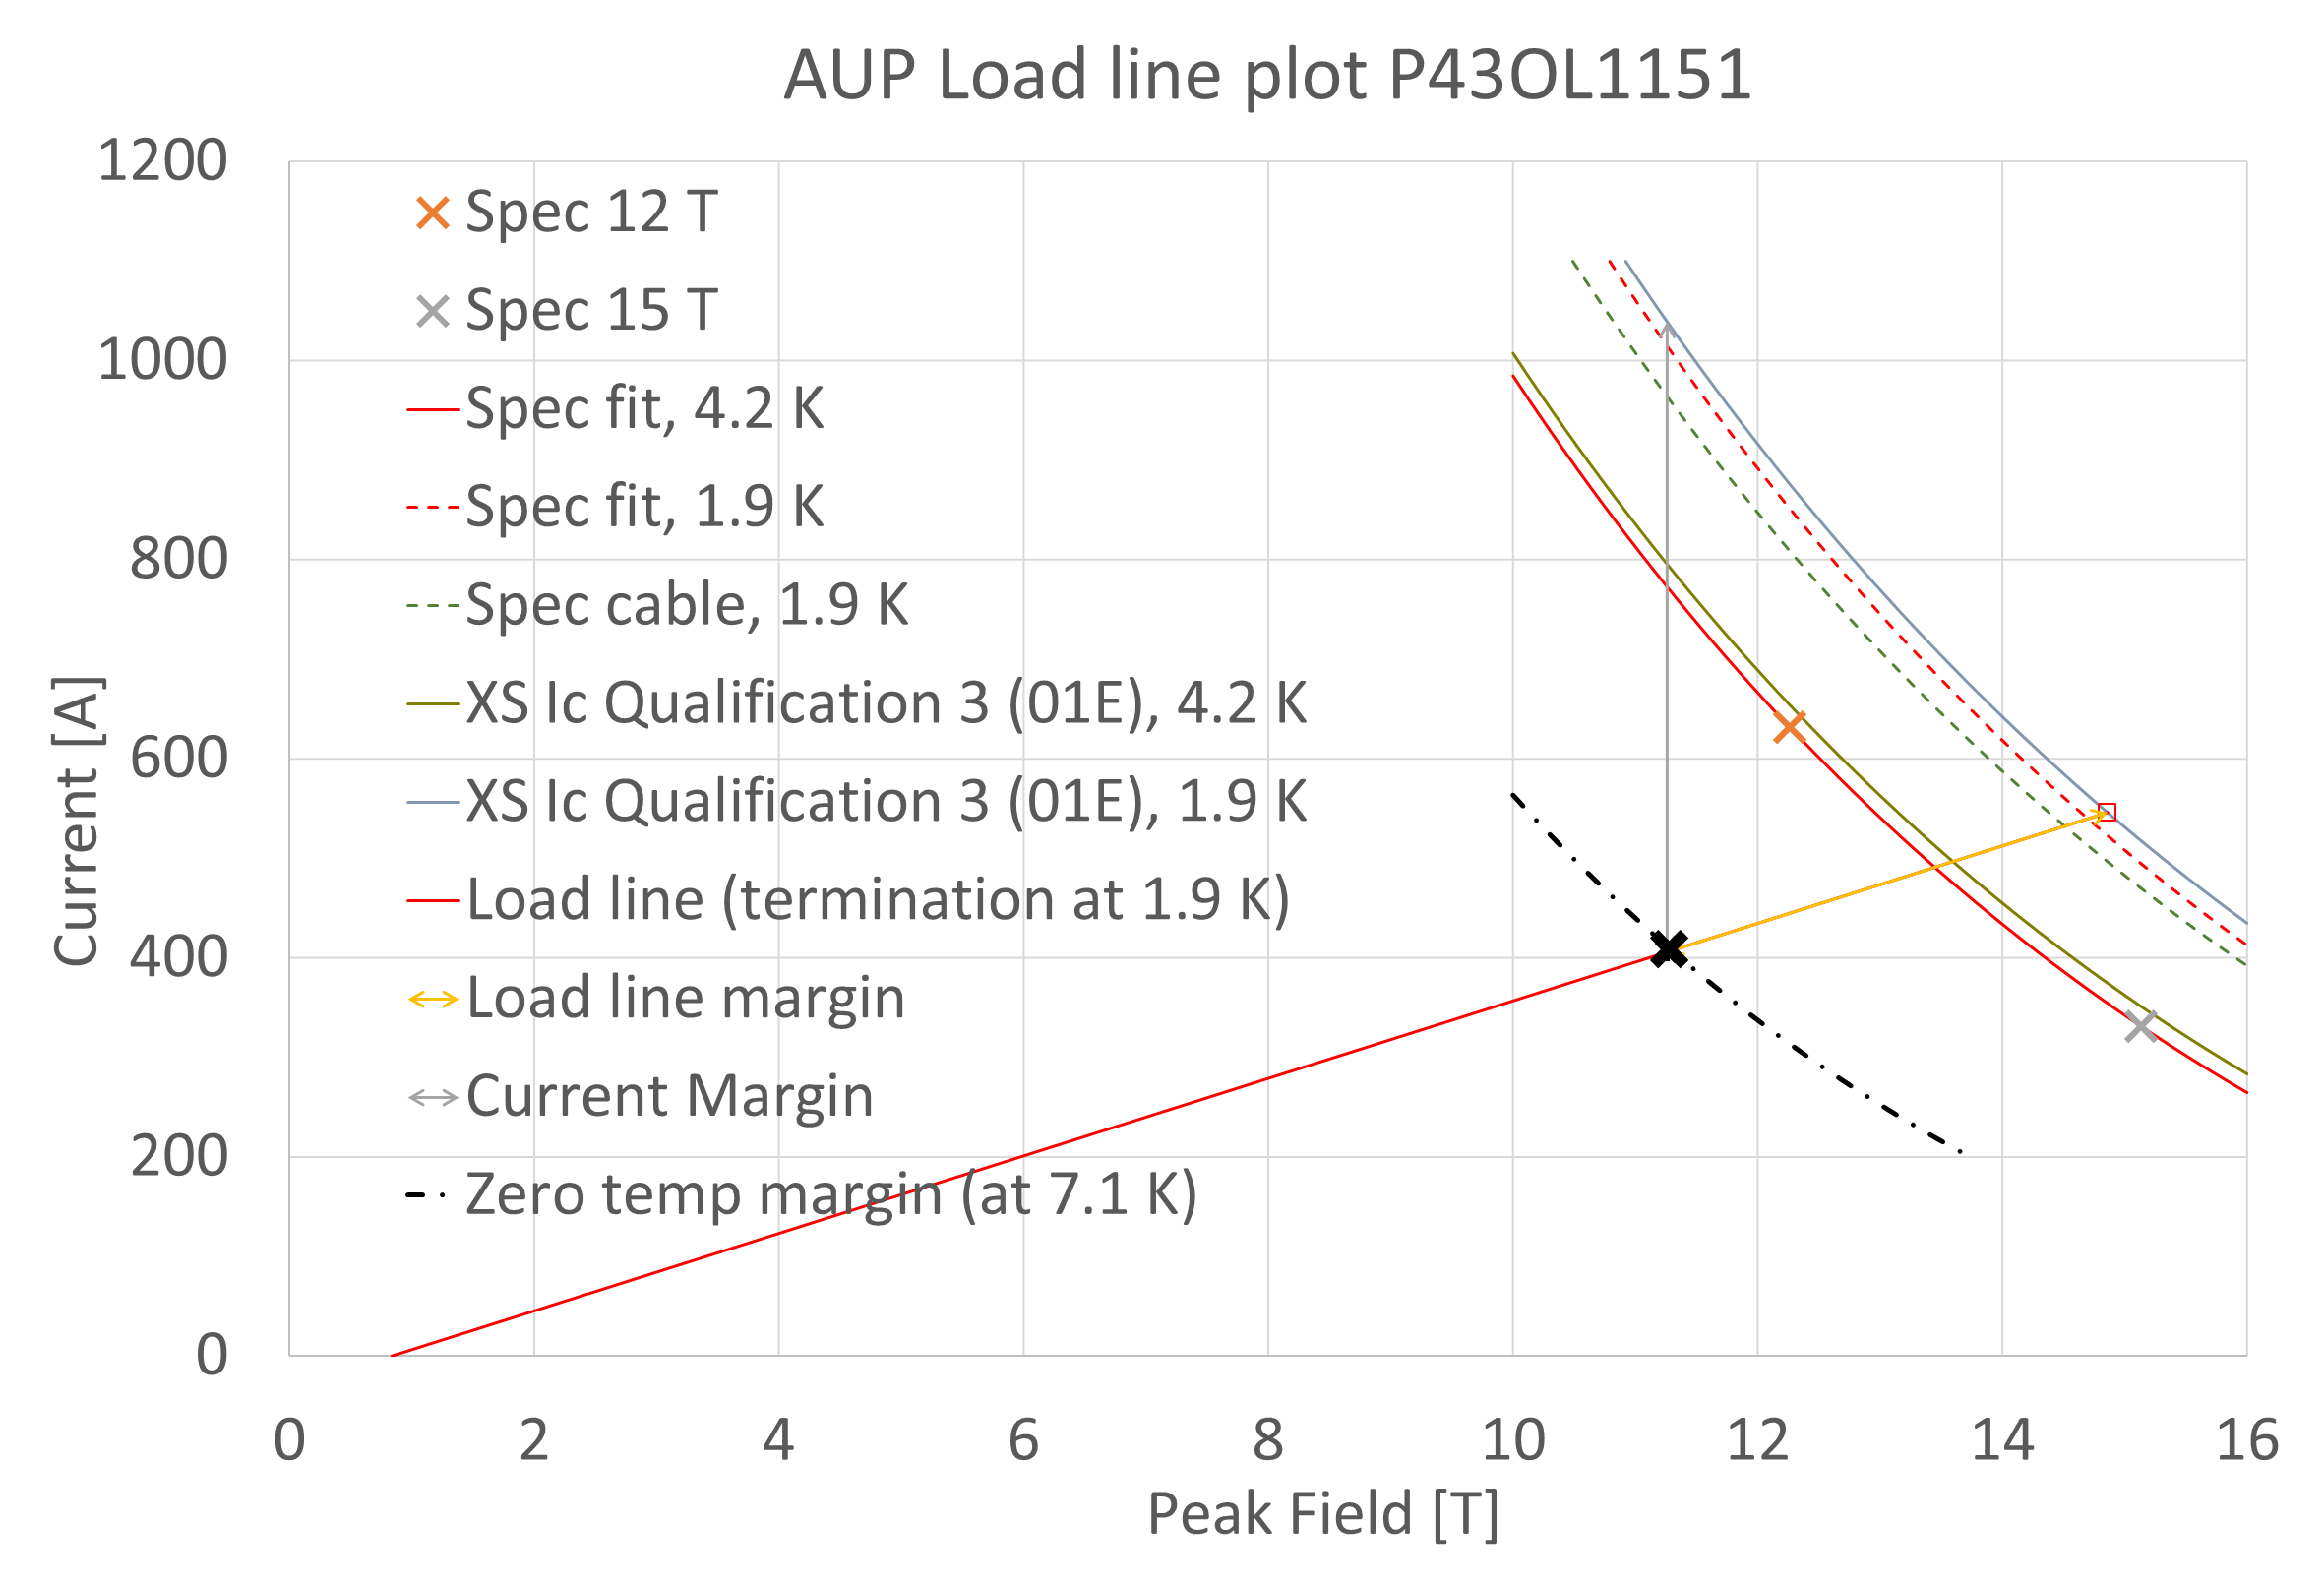 AUP Load line plot P43OL1151
1200
1000
800
600
400
200
0
Current [A]
Spec 12 T
Spec 15 T
Spec fit, 4.2 K
Spec fit, 1.9 K
Spec cable, 1.9 K
XS Ic Qualification 3 (01E), 4.2 K
XS Ic Qualification 3 (01E), 1.9 K
Load line (termination at 1.9 K)
Load line margin
Current Margin
Zero temp margin (at 7.1 K)
0 2 4 6 8 10 12 14 16
Peak Field [T]